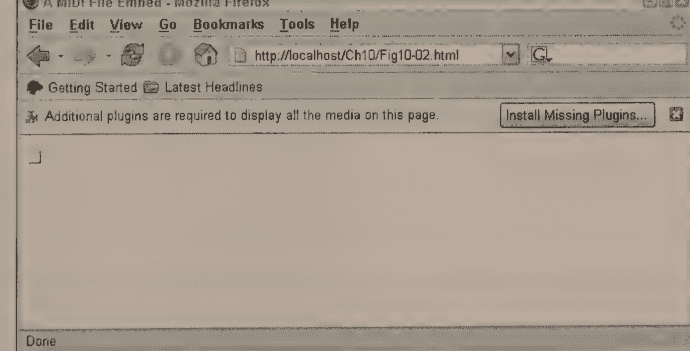 A MIDI File Embed - Mozilla Firefox
File Edit View Go Bookmarks Tools Help
http://localhost/Ch10/Fig10-02.html G
Getting Started Latest Headlines
Additional plugins are required to display all the media on this page. Install Missing Plugins...
Done